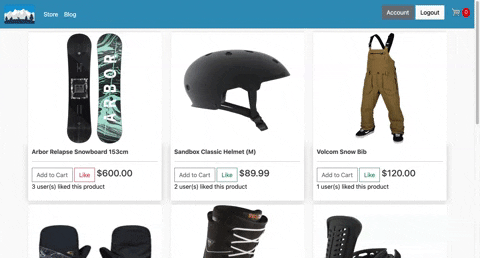 Store Blog Account Logout 0
ARBOR
Arbor Relapse Snowboard 153cm
Add to Cart Like $600.00
3 user(s) liked this product
Sandbox Classic Helmet (M)
Add to Cart Like $89.99
2 user(s) liked this product
Volcom Snow Bib
Add to Cart Like $120.00
1 user(s) liked this product